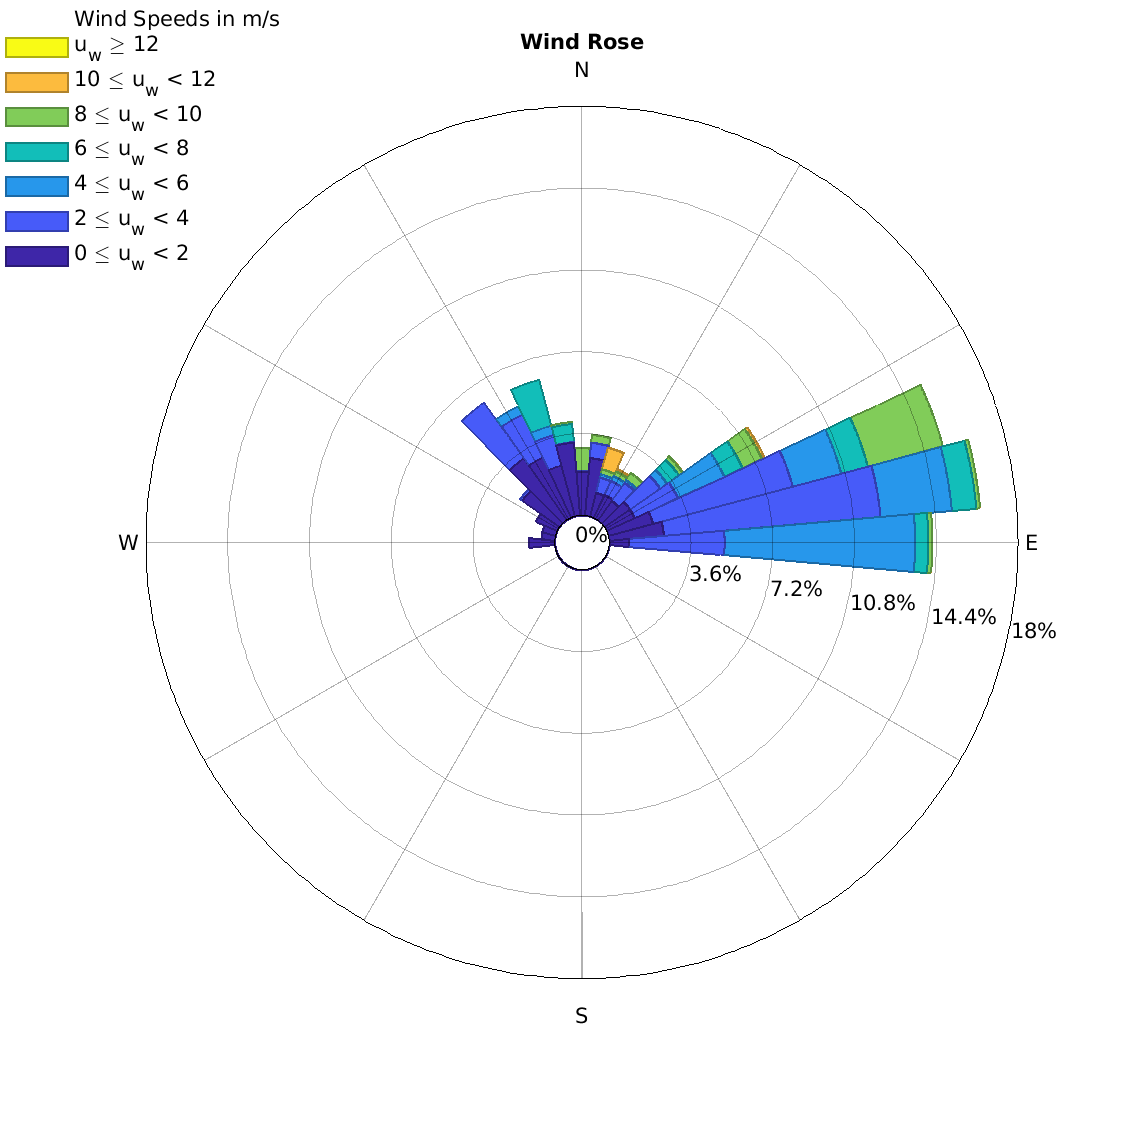 Wind Speeds in m/s
u_w ≥ 12
10 ≤ u_w < 12
8 ≤ u_w < 10
6 ≤ u_w < 8
4 ≤ u_w < 6
2 ≤ u_w < 4
0 ≤ u_w < 2
Wind Rose
N
W
0%
E
3.6%
7.2%
10.8%
14.4%
18%
S